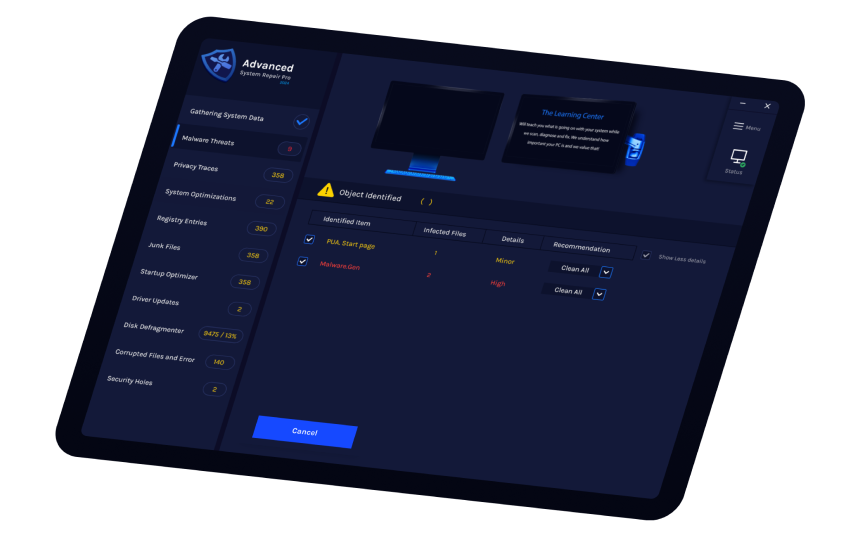 Advanced
System Repair Pro
Gathering System Data
Malware Threats
Privacy Traces 358
System Optimizations 22
Registry Entries 390
Junk Files 358
Startup Optimizer 358
Driver Updates 2
Disk Defragmenter 9475 / 13%
Corrupted Files and Error 140
Security Holes 2
The Learning Center
Will teach you what is going on with your system while
we scan, diagnose and fix. We understand how
important your PC is and we value that!
Menu
Status
Object Identified ( )
Identified Item Infected Files Details Recommendation Show Less details
PUA. Start page 1 Minor Clean All
Malware.Gen 2 High Clean All
Cancel